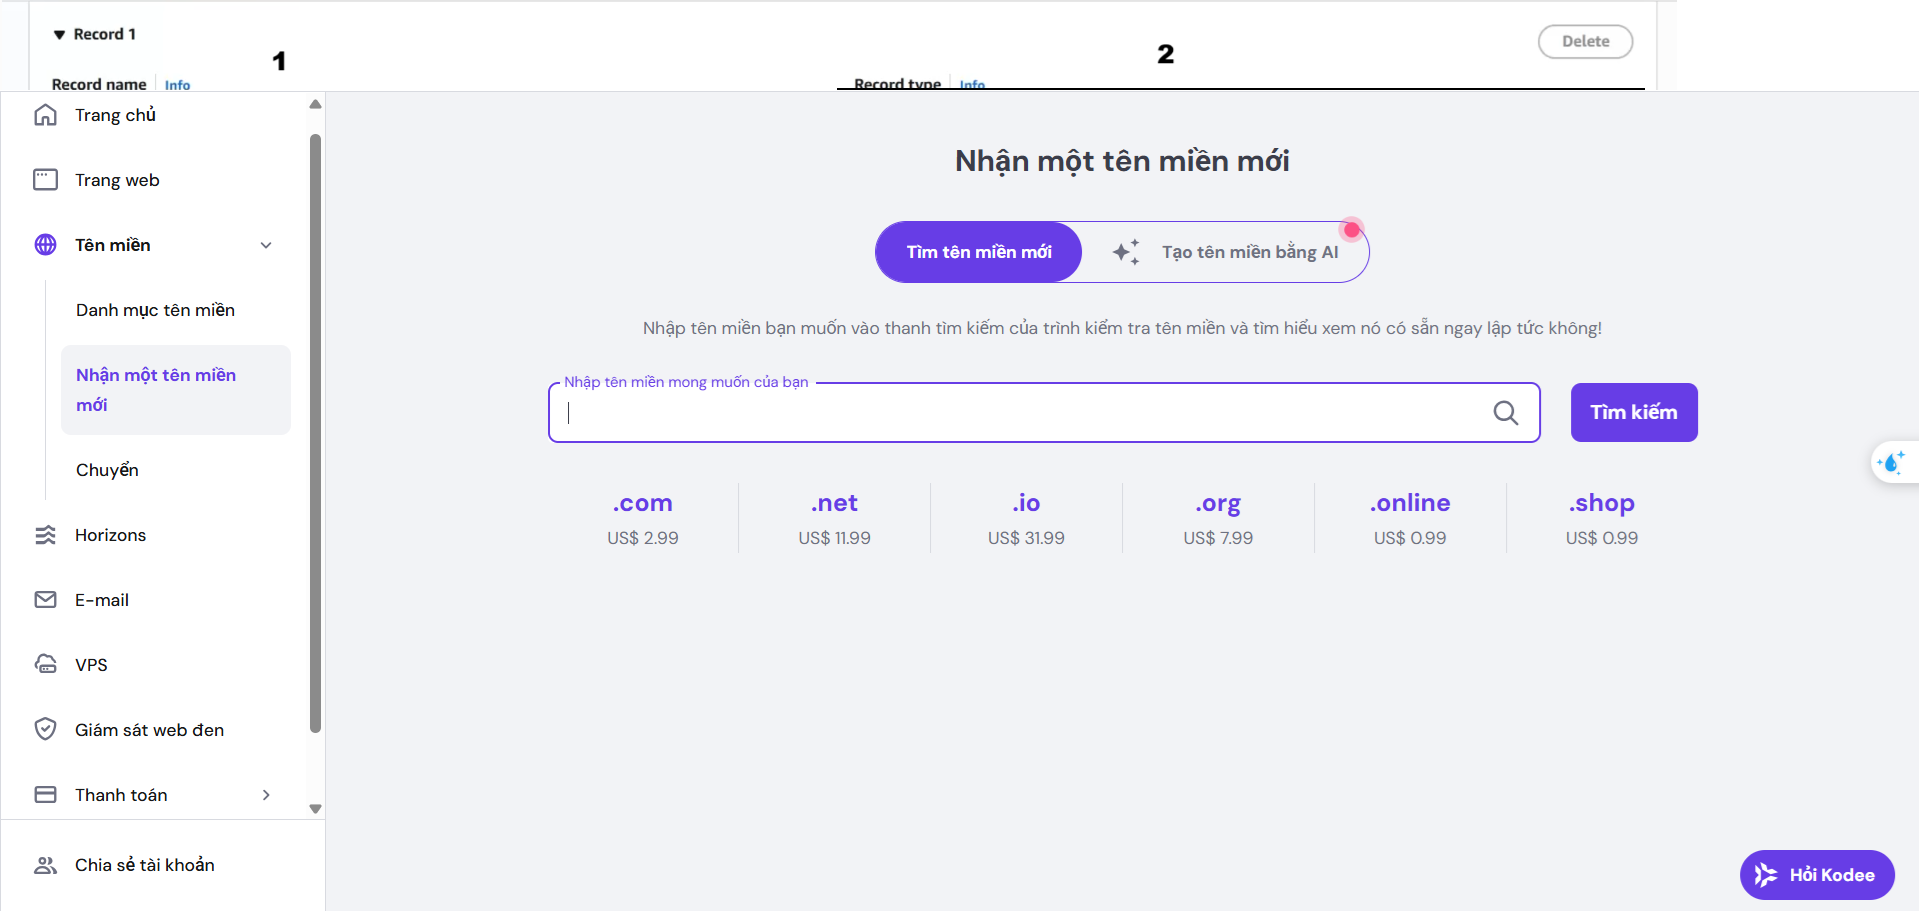 Record 1
1
2
Delete
Record name Info
Record type Info
Trang chủ
Trang web
Tên miền
Danh mục tên miền
Nhận một tên miền
mới
Chuyển
Horizons
E-mail
VPS
Giám sát web đen
Thanh toán
Chia sẻ tài khoản
Nhận một tên miền mới
Tìm tên miền mới
Tạo tên miền bằng AI
Nhập tên miền bạn muốn vào thanh tìm kiếm của trình kiểm tra tên miền và tìm hiểu xem nó có sẵn ngay lập tức không!
Nhập tên miền mong muốn của bạn
Tìm kiếm
.com
US$ 2.99
.net
US$ 11.99
.io
US$ 31.99
.org
US$ 7.99
.online
US$ 0.99
.shop
US$ 0.99
Hỏi Kodee